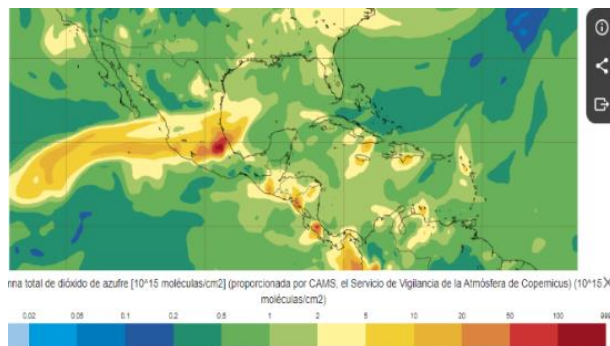 nna total de dióxido de azufre [10^15 moléculas/cm2] (proporcionada por CAMS, el Servicio de Vigilancia de la Atmósfera de Copernicus) (10^15
moléculas/cm2)
0.02 0.05 0.1 0.2 0.5 1 2 5 10 20 50 100 999